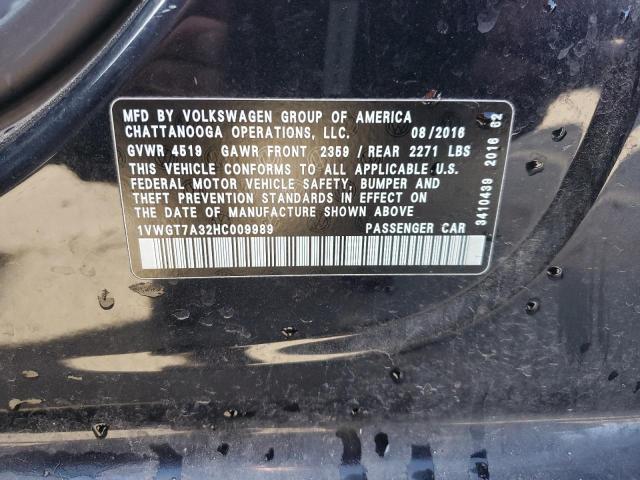 MFD BY VOLKSWAGEN GROUP OF AMERICA
CHATTANOOGA OPERATIONS, LLC. 08/2016
GVWR 4519 GAWR FRONT 2359 / REAR 2271 LBS
THIS VEHICLE CONFORMS TO ALL APPLICABLE U.S.
FEDERAL MOTOR VEHICLE SAFETY, BUMPER AND
THEFT PREVENTION STANDARDS IN EFFECT ON
THE DATE OF MANUFACTURE SHOWN ABOVE
1VWGT7A32HC009989 PASSENGER CAR
3410439 2016 62